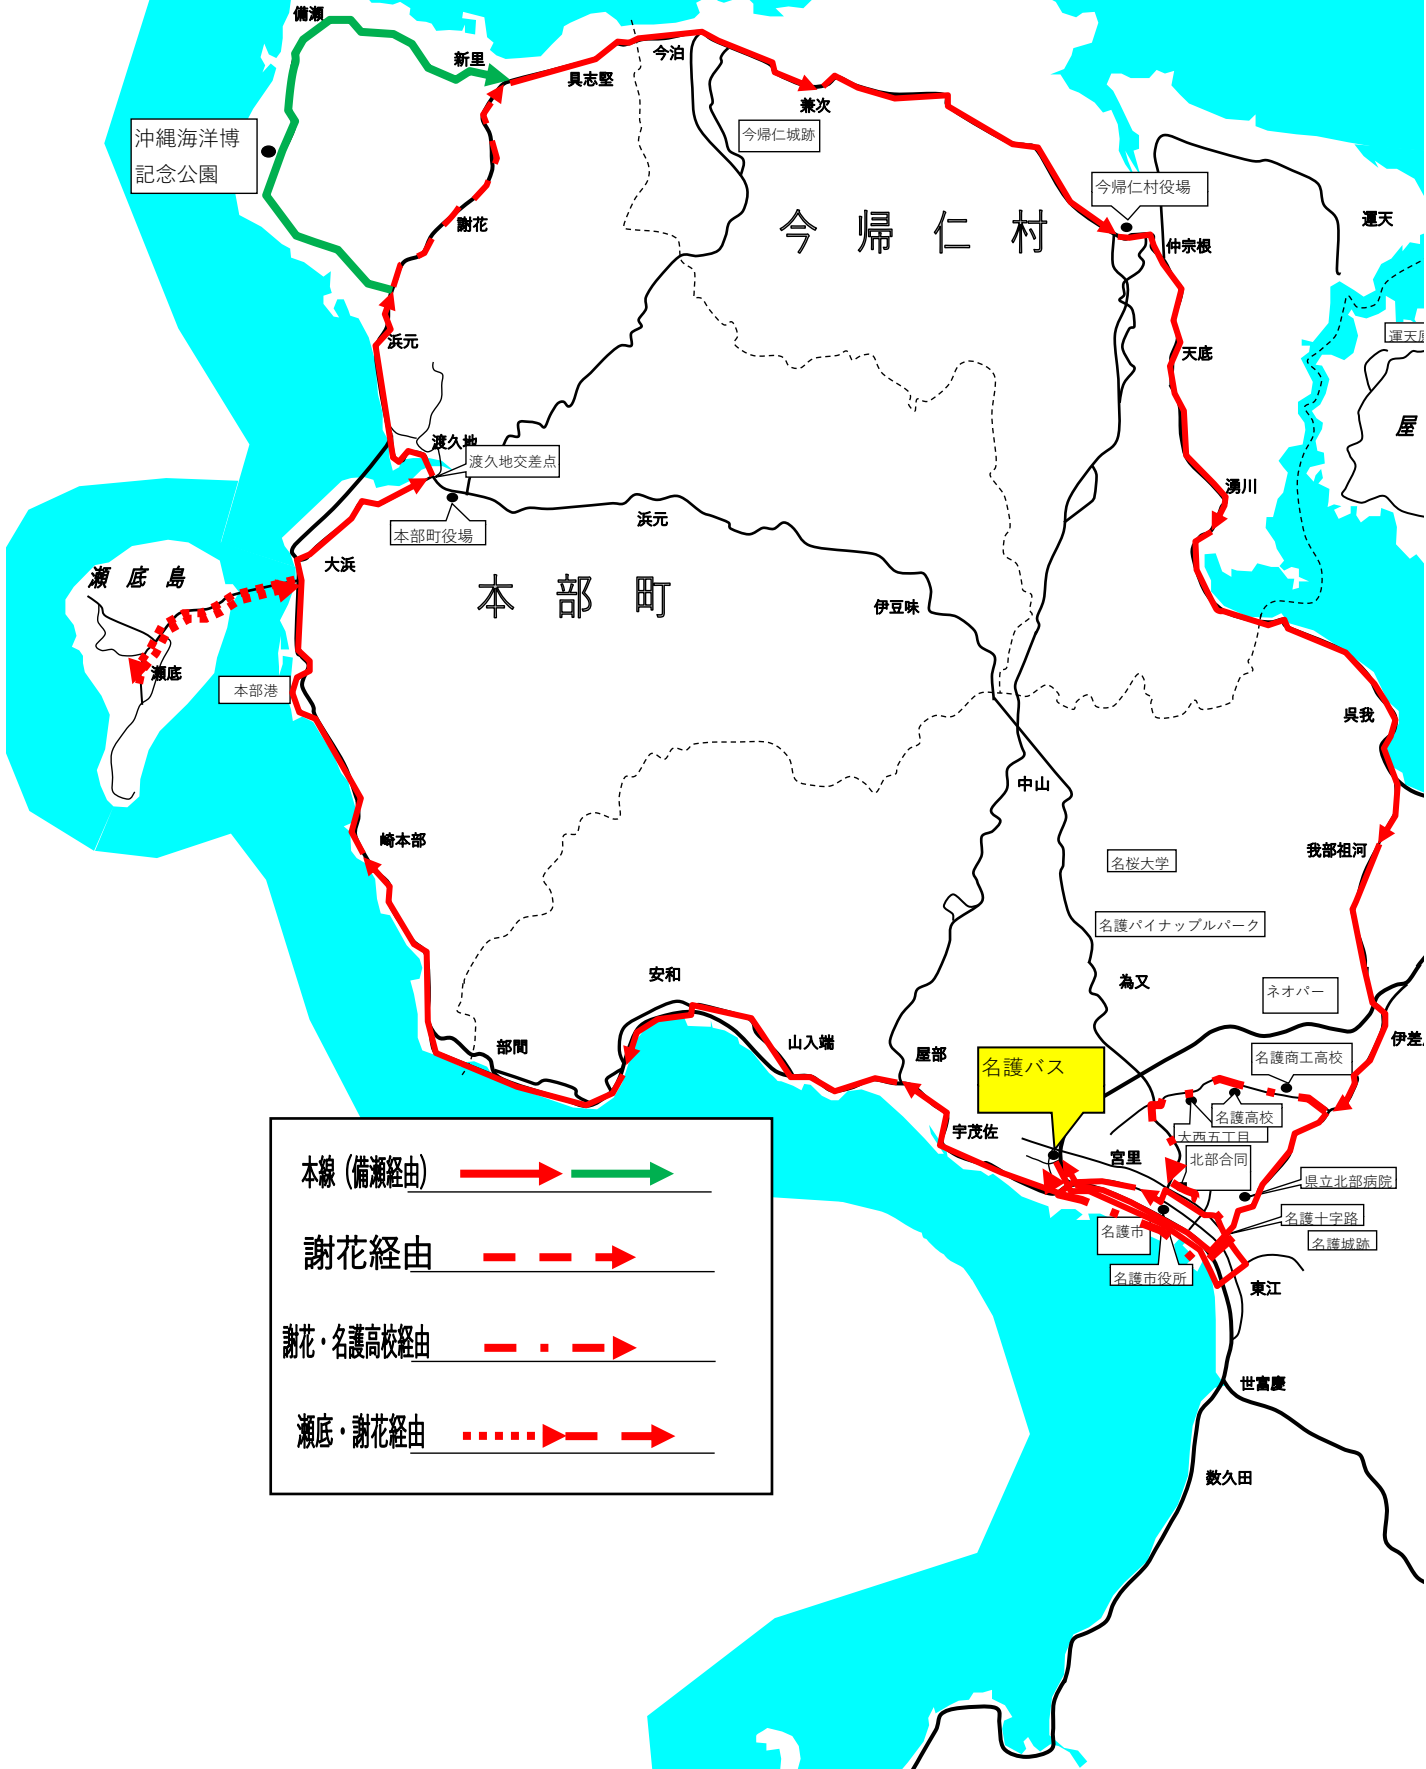 備瀬
新里
今泊
具志堅
兼次
沖縄海洋博
記念公園
今帰仁城跡
今帰仁村役場
謝花
今帰仁村
運天
仲宗根
浜元
天底
屋
渡久地
渡久地交差点
湧川
本部町役場
浜元
大浜
瀬底島
本部町
伊豆味
瀬底
本部港
呉我
中山
崎本部
我部祖河
名桜大学
名護パイナップルパーク
安和
為又
ネオパー
部間
山入端
屋部
名護バス
名護商工高校
宇茂佐
名護高校
大西五丁目
宮里
北部合同
県立北部病院
名護十字路
名護市
名護城跡
名護市役所
東江
世富慶
数久田
本線（備瀬経由）
謝花経由
謝花・名護高校経由
瀬底・謝花経由